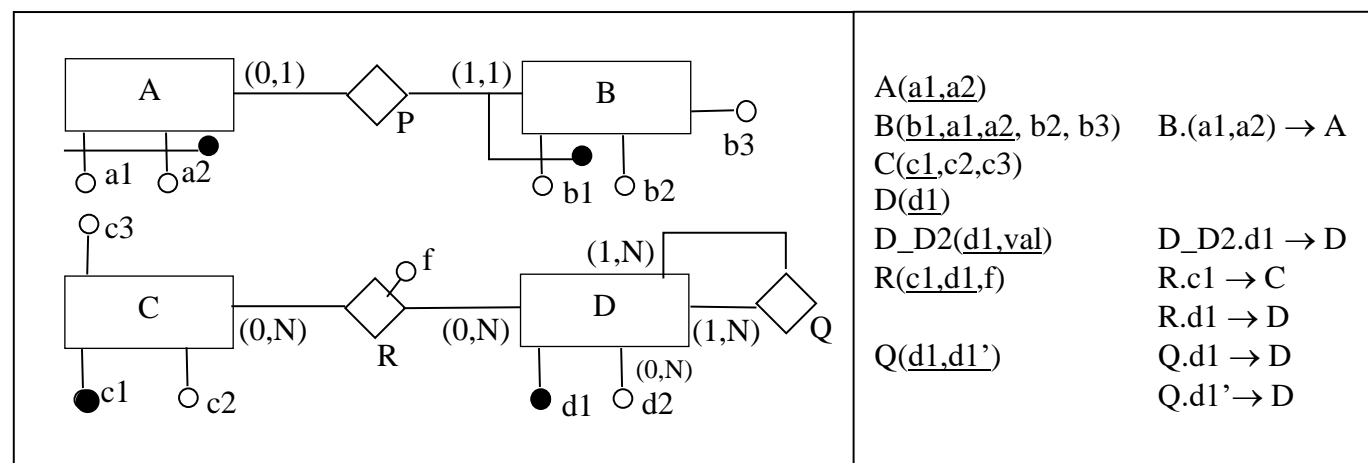 A
(0,1)
P
(1,1)
B
b3
a1
a2
b1
b2
c3
C
(0,N)
R
f
(0,N)
(1,N)
D
(1,N)
Q
(0,N)
c1
c2
d1
d2
A(a1,a2)
B(b1,a1,a2, b2, b3) B.(a1,a2) → A
C(c1,c2,c3)
D(d1)
D_D2(d1,val) D_D2.d1 → D
R(c1,d1,f) R.c1 → C
R.d1 → D
Q(d1,d1’) Q.d1 → D
Q.d1’→ D